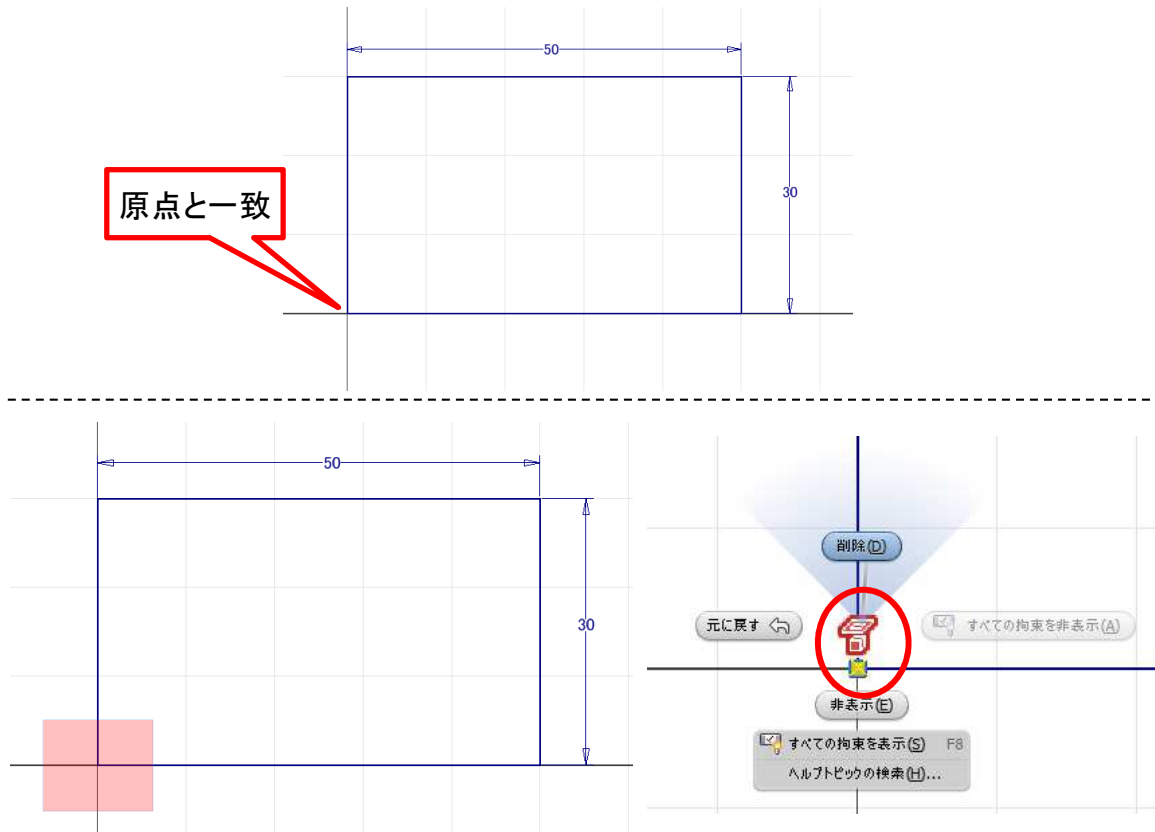 50
30
原点と一致
50
30
削除(D)
元に戻す
すべての拘束を非表示(A)
非表示(E)
すべての拘束を表示(S) F8
ヘルプトピックの検索(H)...